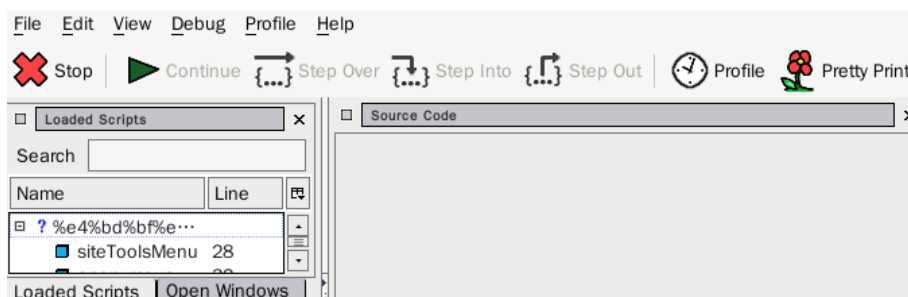 File Edit View Debug Profile Help
Stop Continue {...} Step Over {...} Step Into {...} Step Out Profile Pretty Print
Loaded Scripts x Source Code
Search
Name Line
? %e4%bd%bf%e…
siteToolsMenu 28
Loaded Scripts Open Windows